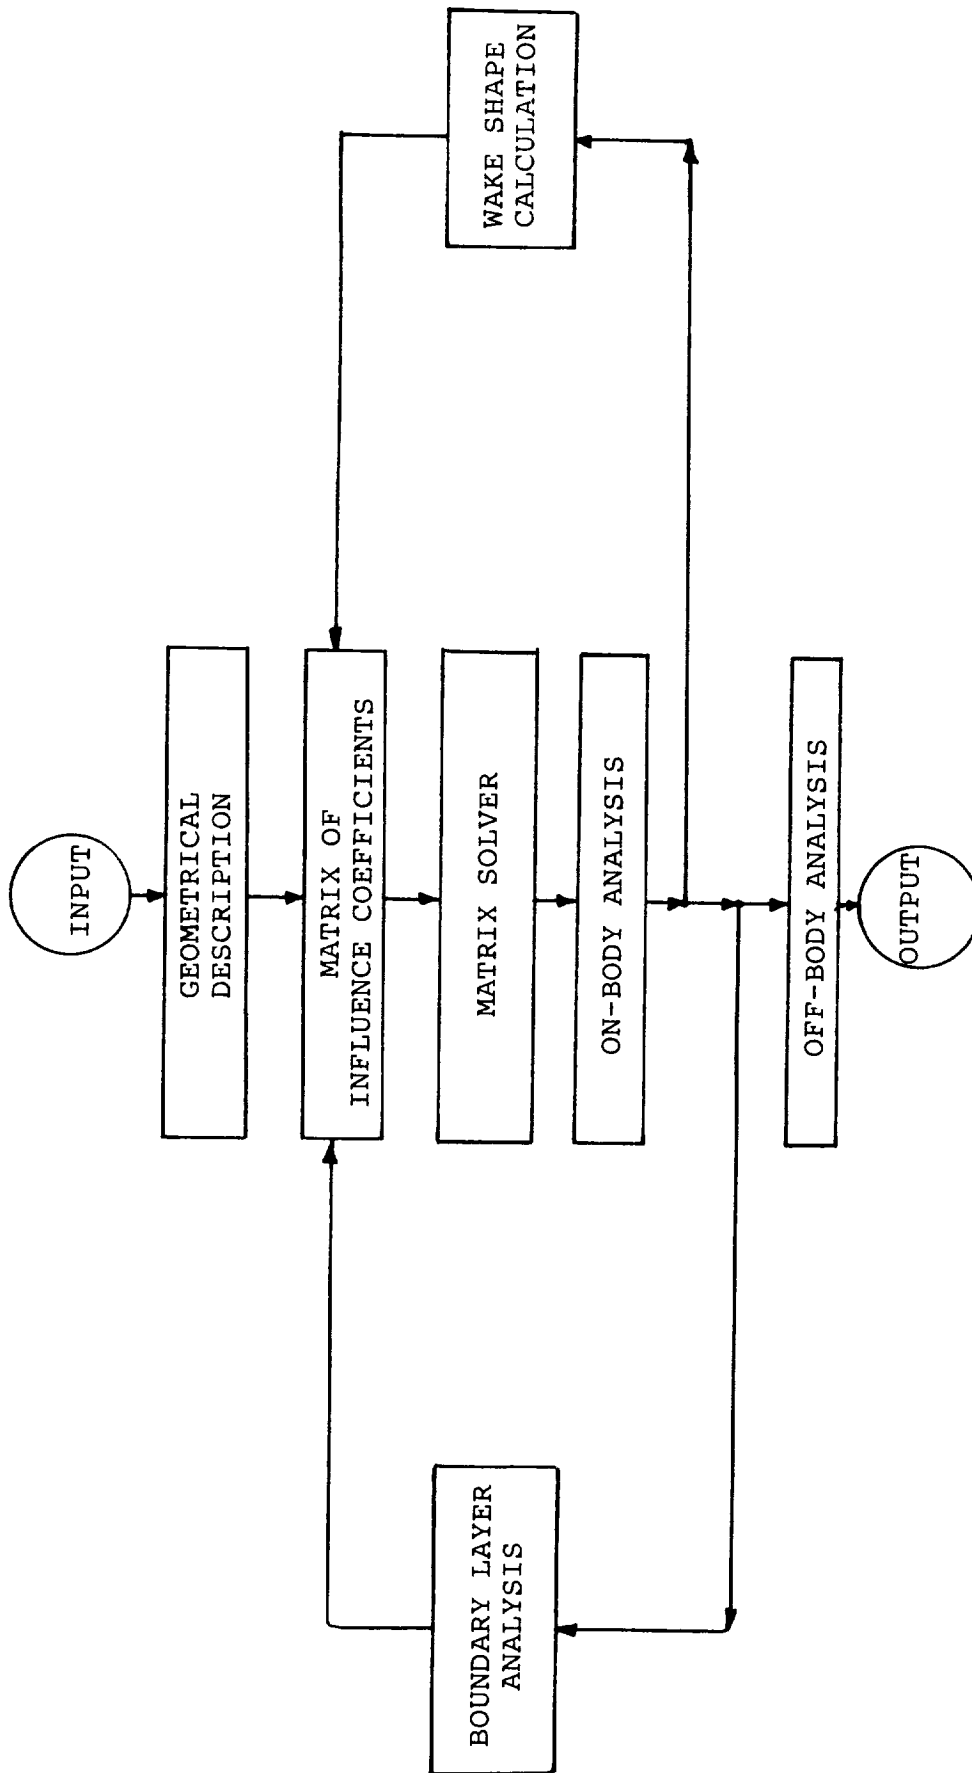 INPUT
GEOMETRICAL
DESCRIPTION
MATRIX OF
INFLUENCE COEFFICIENTS
MATRIX SOLVER
ON-BODY ANALYSIS
WAKE SHAPE
CALCULATION
BOUNDARY LAYER
ANALYSIS
OFF-BODY ANALYSIS
OUTPUT